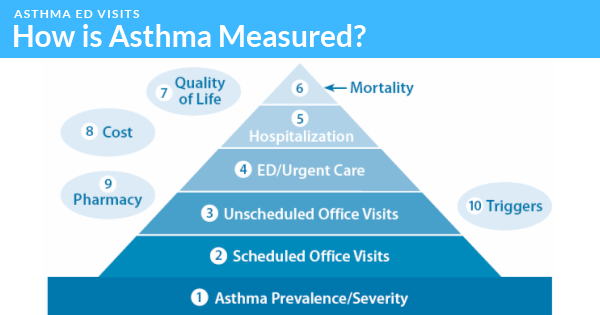 ASTHMA ED VISITS
How is Asthma Measured?
6
Mortality
7 Quality
of Life
5
Hospitalization
8 Cost
4 ED/Urgent Care
9
Pharmacy
3 Unscheduled Office Visits
10 Triggers
2 Scheduled Office Visits
1 Asthma Prevalence/Severity